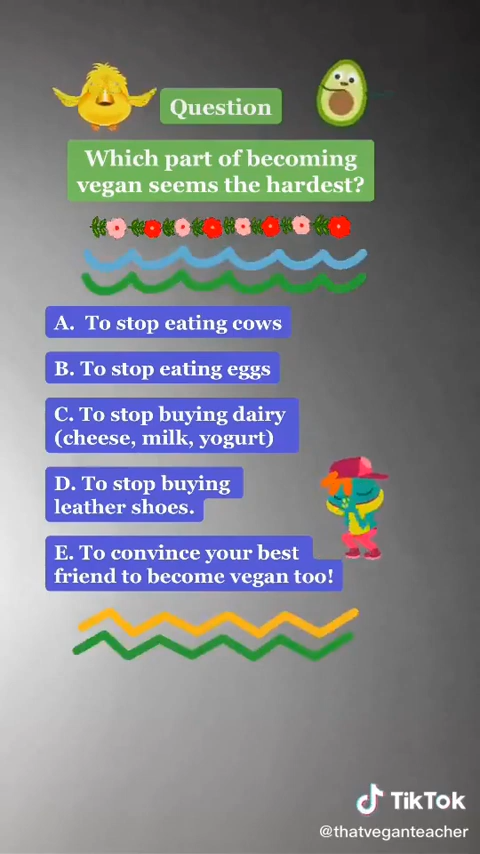 Question
Which part of becoming
vegan seems the hardest?
A.  To stop eating cows
B. To stop eating eggs
C. To stop buying dairy
(cheese, milk, yogurt)
D. To stop buying
leather shoes.
E. To convince your best
friend to become vegan too!
TikTok
@thatveganteacher